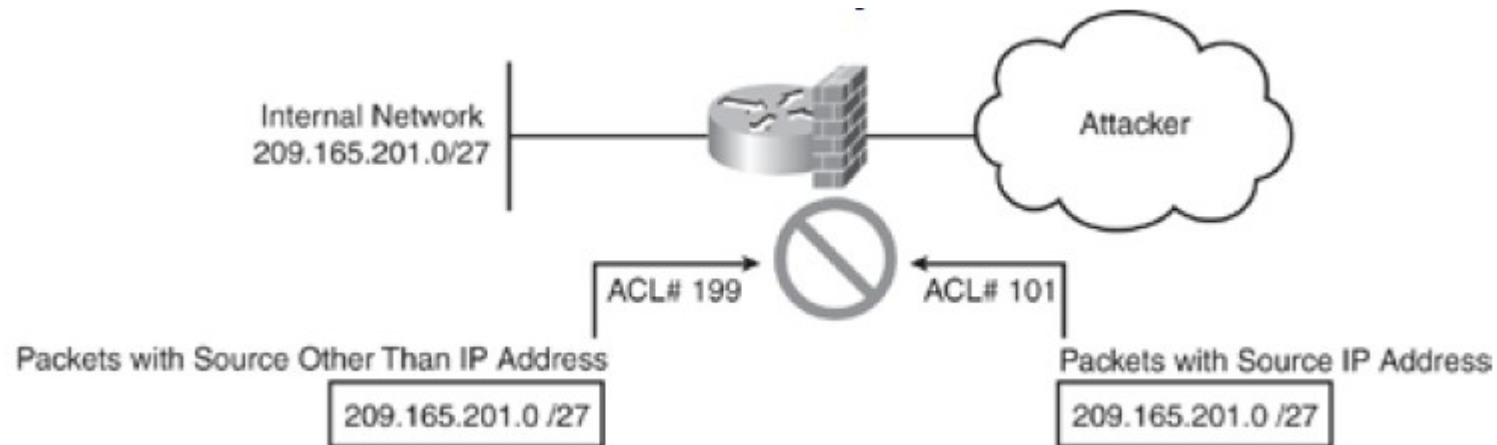 Internal Network
209.165.201.0/27
Attacker
ACL# 199
ACL# 101
Packets with Source Other Than IP Address
209.165.201.0 /27
Packets with Source IP Address
209.165.201.0 /27